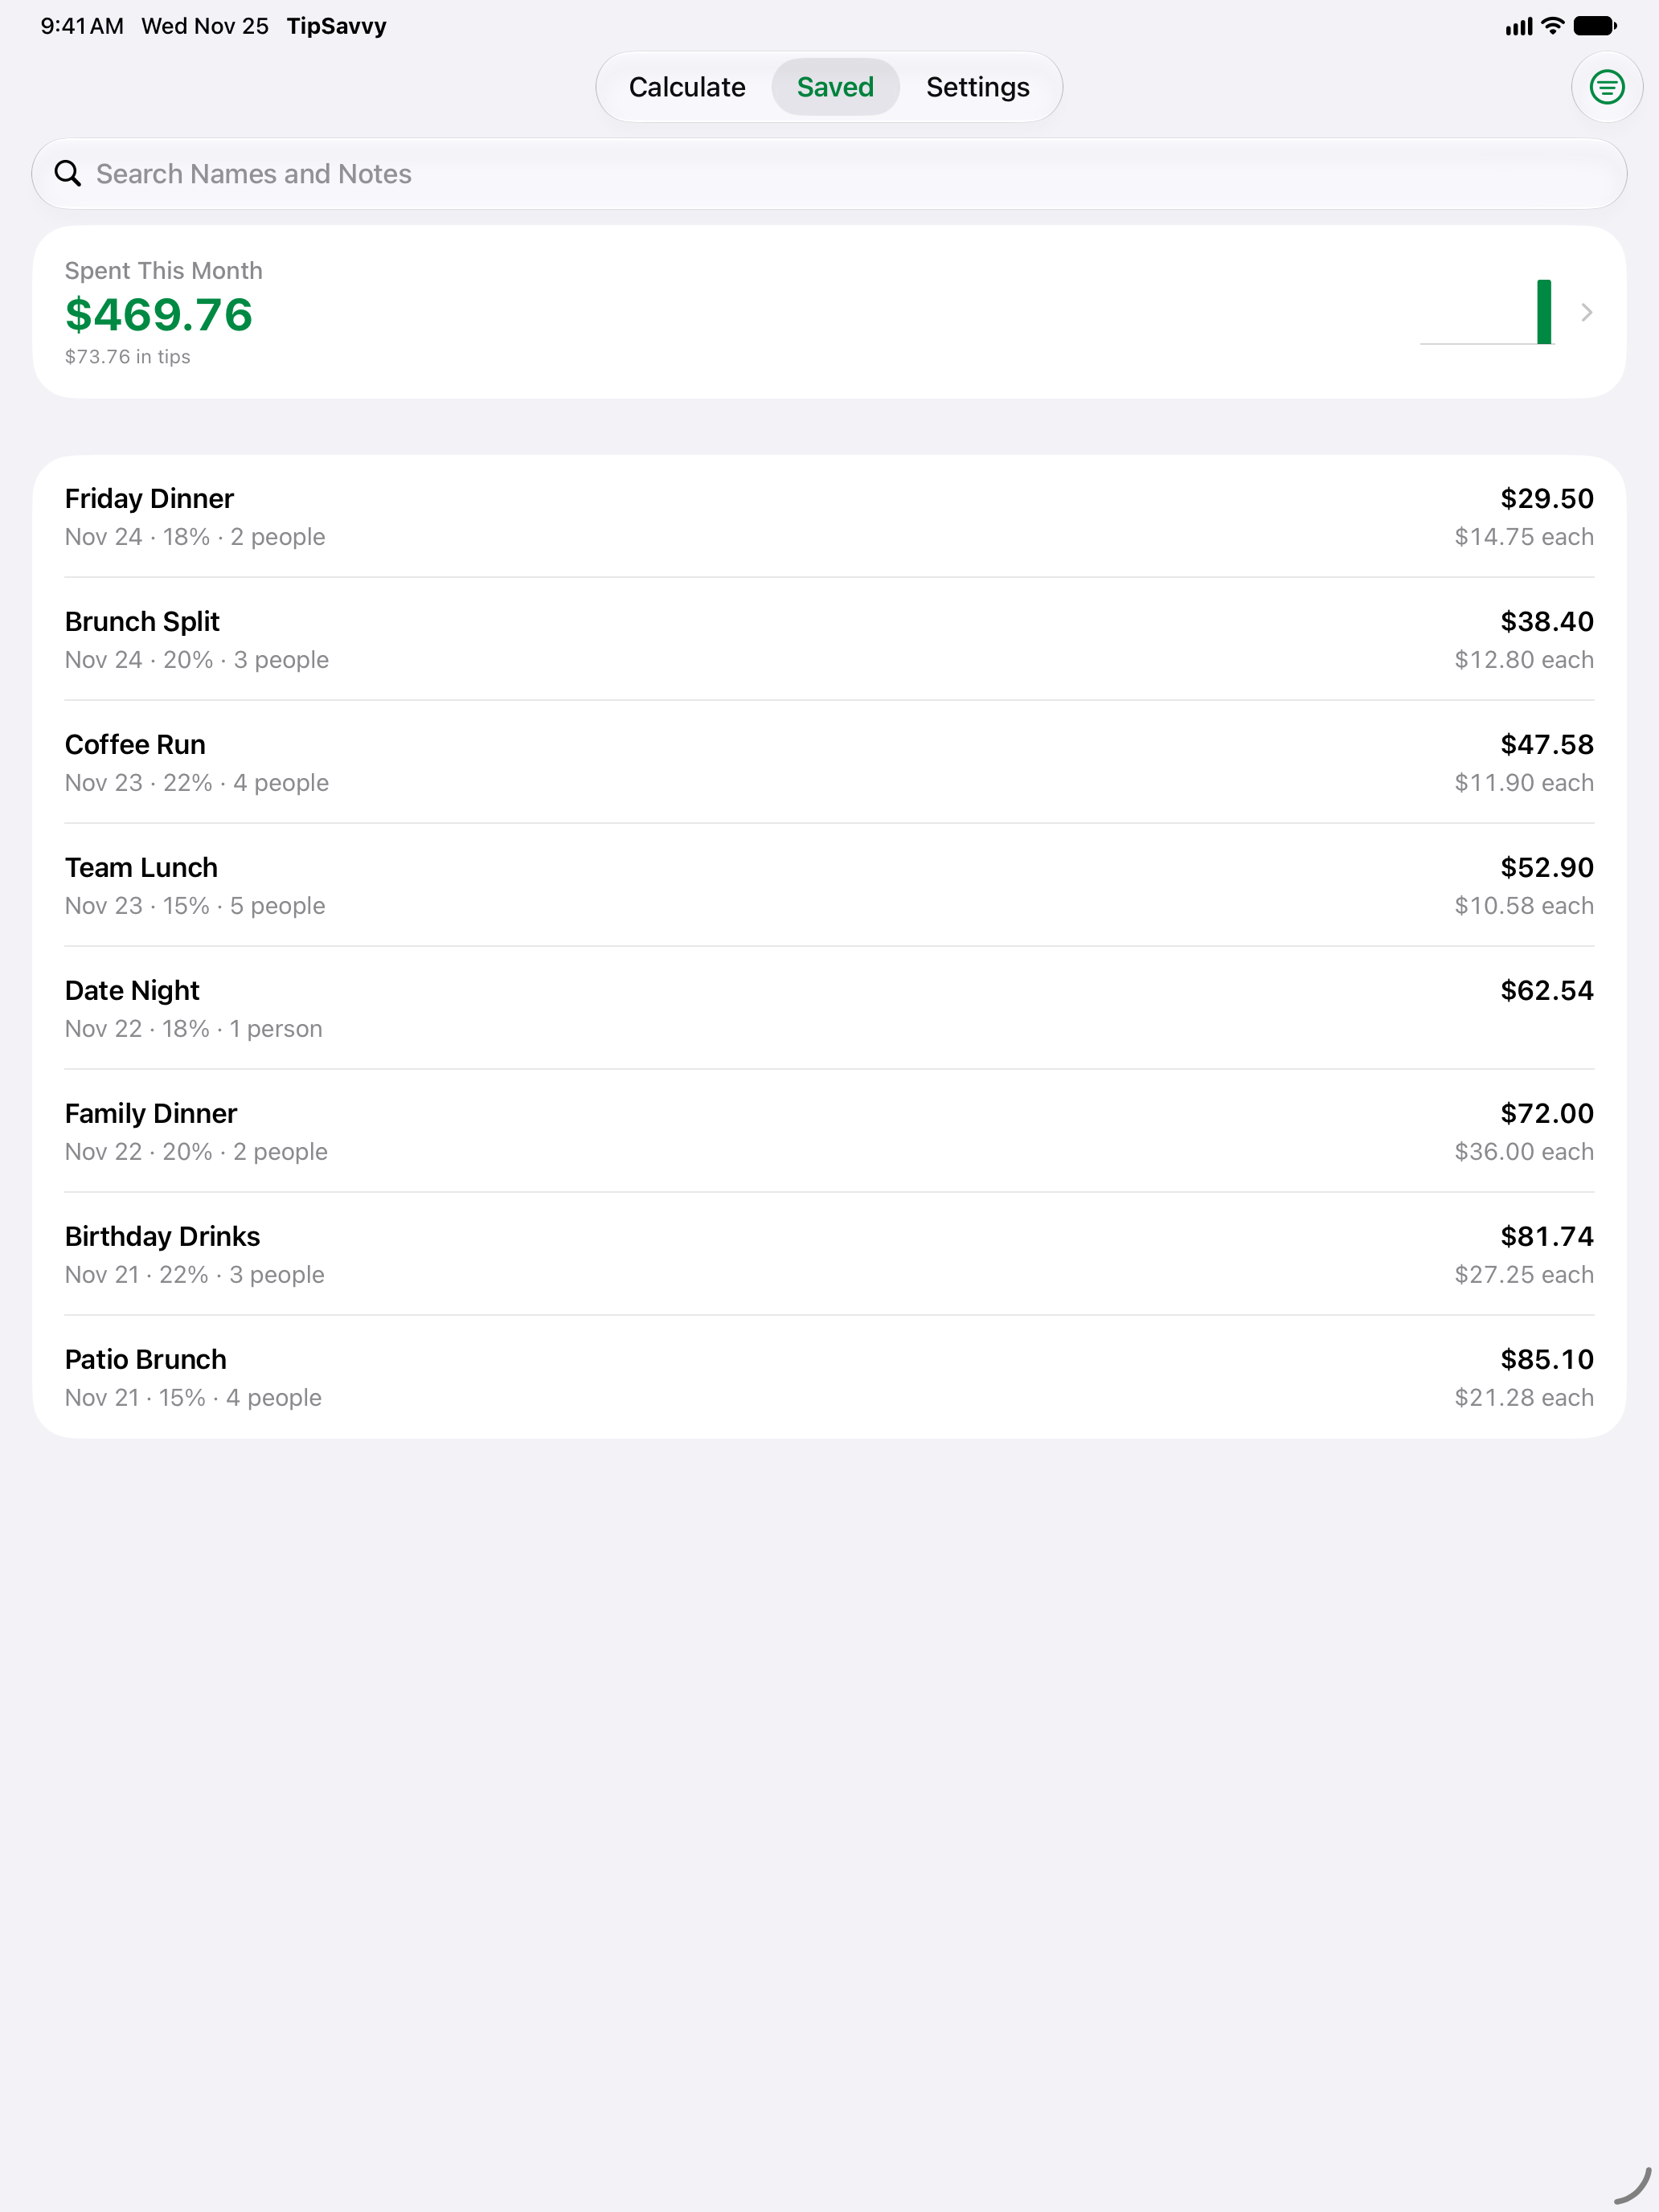 9:41 AM Wed Nov 25 TipSavvy
Calculate Saved Settings
Search Names and Notes
Spent This Month
$469.76
$73.76 in tips
Friday Dinner $29.50
Nov 24 · 18% · 2 people $14.75 each
Brunch Split $38.40
Nov 24 · 20% · 3 people $12.80 each
Coffee Run $47.58
Nov 23 · 22% · 4 people $11.90 each
Team Lunch $52.90
Nov 23 · 15% · 5 people $10.58 each
Date Night $62.54
Nov 22 · 18% · 1 person
Family Dinner $72.00
Nov 22 · 20% · 2 people $36.00 each
Birthday Drinks $81.74
Nov 21 · 22% · 3 people $27.25 each
Patio Brunch $85.10
Nov 21 · 15% · 4 people $21.28 each